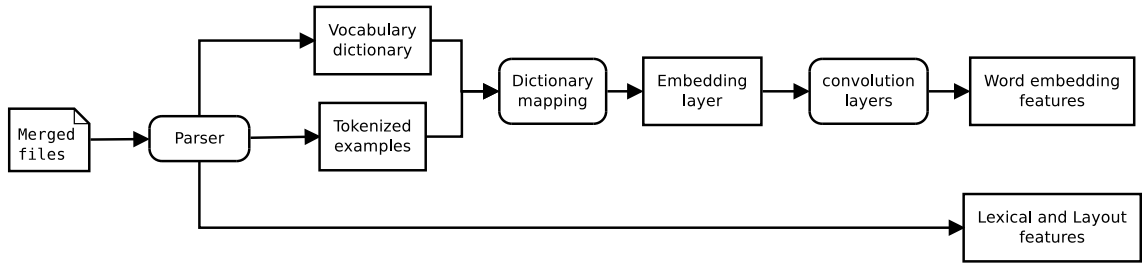 Vocabulary
dictionary
Merged
files
Parser
Tokenized
examples
Dictionary
mapping
Embedding
layer
convolution
layers
Word embedding
features
Lexical and Layout
features